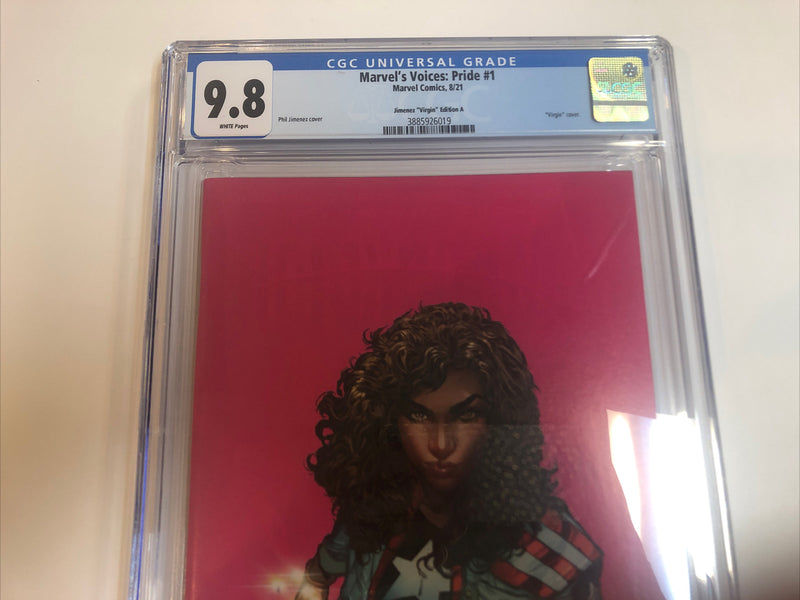 CGC UNIVERSAL GRADE
9.8
WHITE Pages
Marvel's Voices: Pride #1
Marvel Comics, 8/21
Jimenez "Virgin" Edition A
Phil Jimenez cover
3885926019
"Virgin" cover
CGC